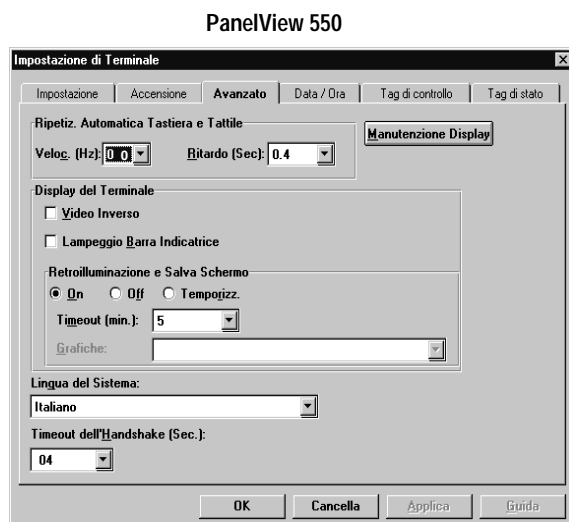 PanelView 550
Impostazione di Terminale
Impostazione Accensione Avanzato Data / Ora Tag di controllo Tag di stato
Ripetiz. Automatica Tastiera e Tattile
Manutenzione Display
Veloc. (Hz): 0 o Ritardo (Sec): 0.4
Display del Terminale
Video Inverso
Lampeggio Barra Indicatrice
Retroilluminazione e Salva Schermo
On Off Temporizz.
Timeout (min.): 5
Grafiche:
Lingua del Sistema:
Italiano
Timeout dell'Handshake (Sec.):
04
OK Cancella Applica Guida